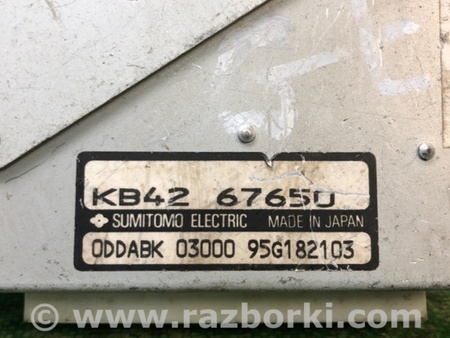 KB42 67650
SUMITOMO ELECTRIC MADE IN JAPAN
ODDABK 03000 95G182103
www.razborki.com